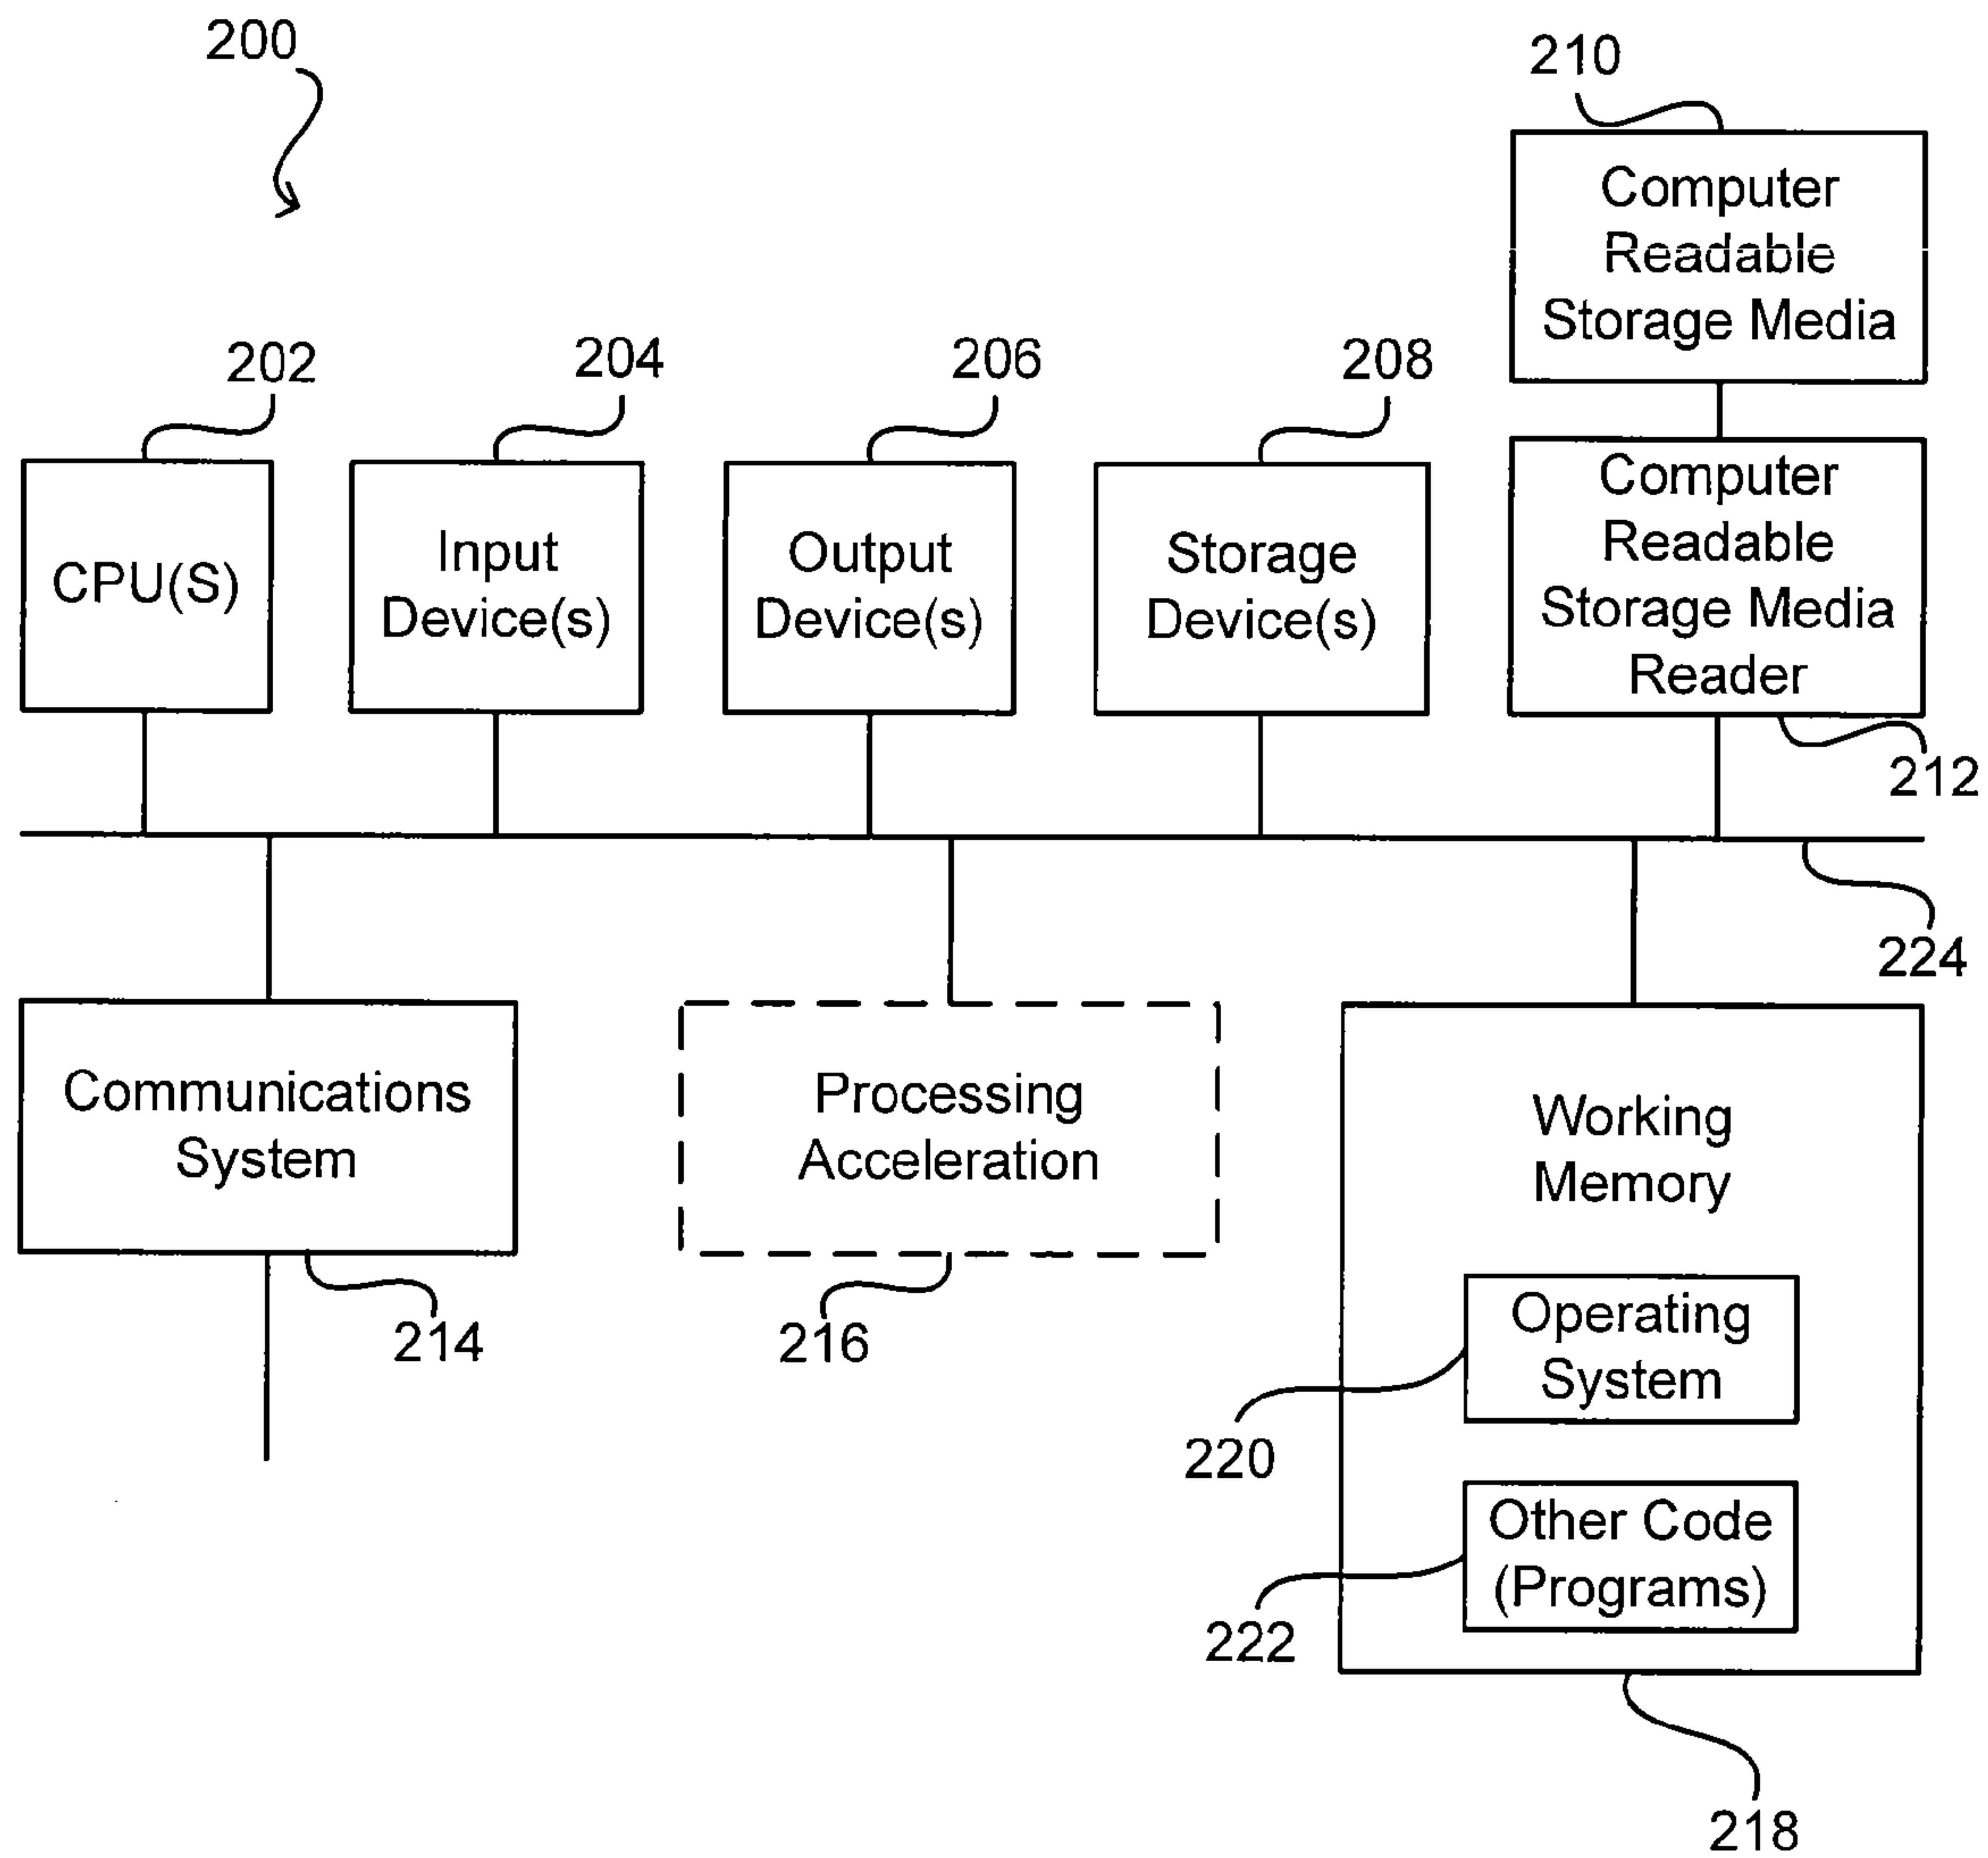 200
210
Computer
Readable
Storage Media
202
204
206
208
CPU(S)
Input
Device(s)
Output
Device(s)
Storage
Device(s)
Computer
Readable
Storage Media
Reader
212
224
Communications
System
214
Processing
Acceleration
216
Working
Memory
Operating
System
220
Other Code
(Programs)
222
218